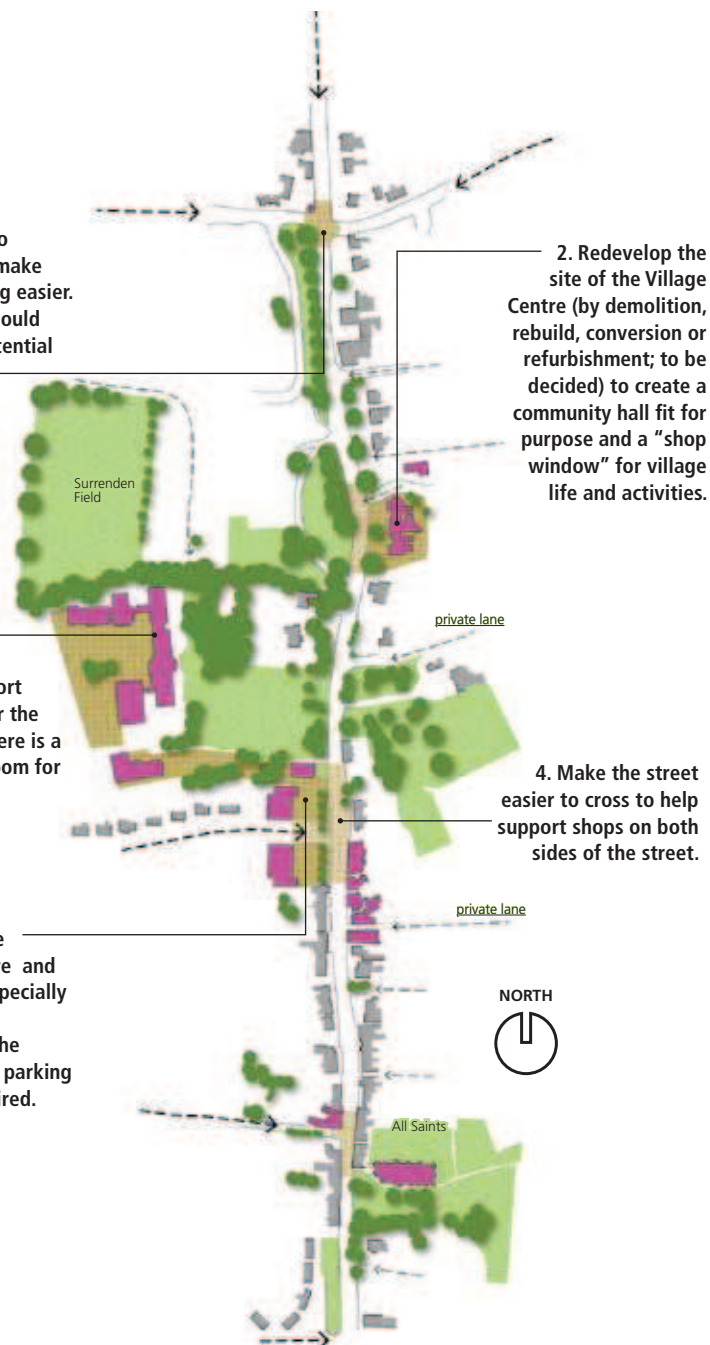 o
make
g easier.
ould
tential
2. Redevelop the
site of the Village
Centre (by demolition,
rebuild, conversion or
refurbishment; to be
decided) to create a
community hall fit for
purpose and a “shop
window” for village
life and activities.
Surrenden
Field
private lane
ort
r the
ere is a
oom for
4. Make the street
easier to cross to help
support shops on both
sides of the street.
private lane
e
re and
pecially
he
parking
ired.
NORTH
All Saints